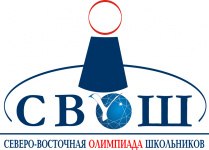 СВОШ
СЕВЕРО-ВОСТОЧНАЯ ОЛИМПИАДА ШКОЛЬНИКОВ